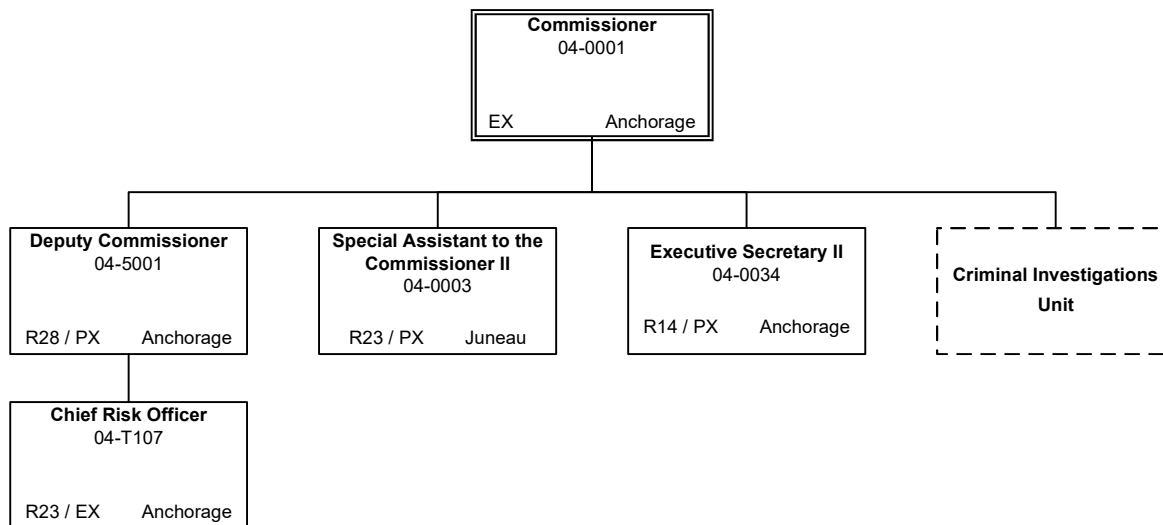 Commissioner
04-0001
EX Anchorage
Deputy Commissioner
04-5001
R28 / PX Anchorage
Special Assistant to the
Commissioner II
04-0003
R23 / PX Juneau
Executive Secretary II
04-0034
R14 / PX Anchorage
Criminal Investigations
Unit
Chief Risk Officer
04-T107
R23 / EX Anchorage